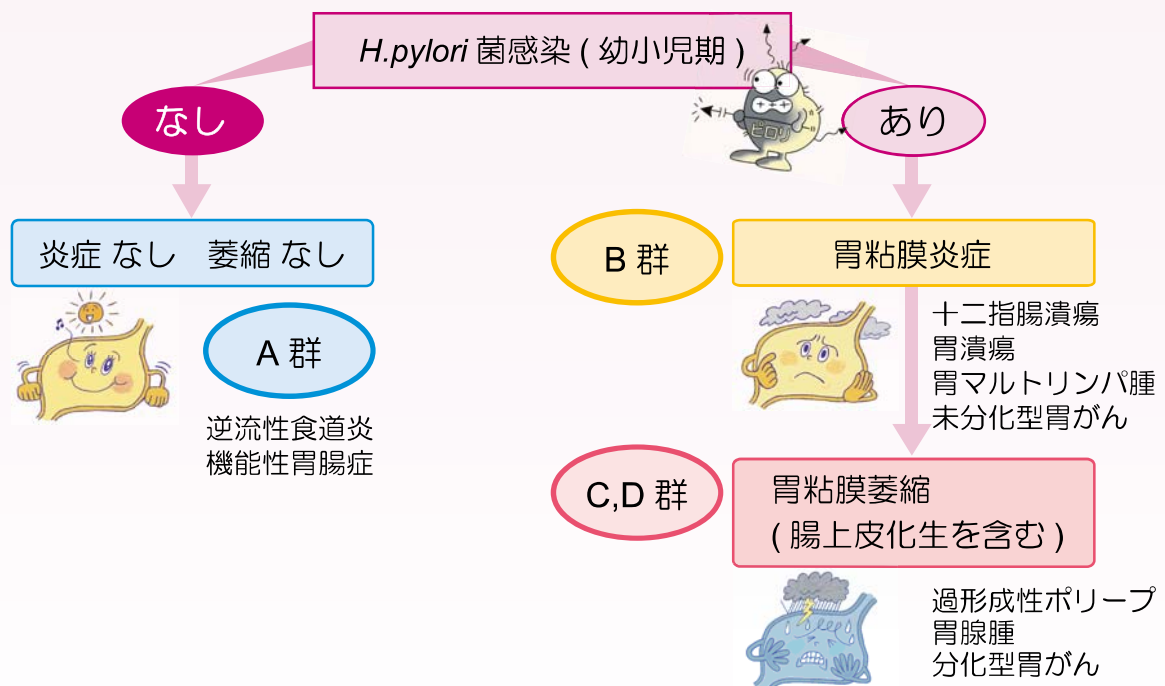 H.pylori 菌感染 ( 幼小児期 )
ピロリ
なし
あり
炎症 なし 萎縮 なし
A 群
逆流性食道炎
機能性胃腸症
B 群
胃粘膜炎症
十二指腸潰瘍
胃潰瘍
胃マルトリンパ腫
未分化型胃がん
C,D 群
胃粘膜萎縮
( 腸上皮化生を含む )
過形成性ポリープ
胃腺腫
分化型胃がん